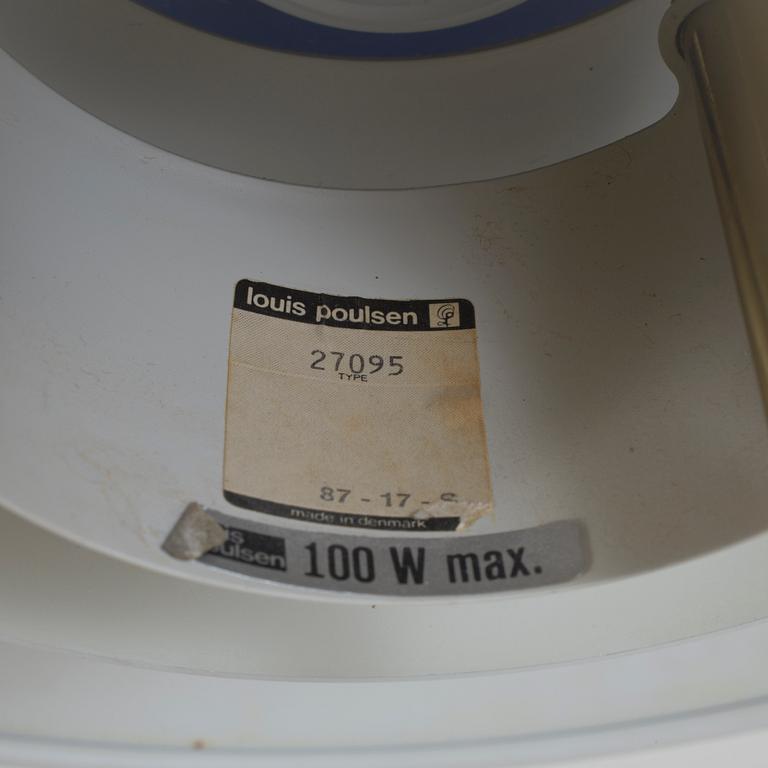 louis poulsen
27095
TYPE
87 - 17 -
made in denmark
100 W max.